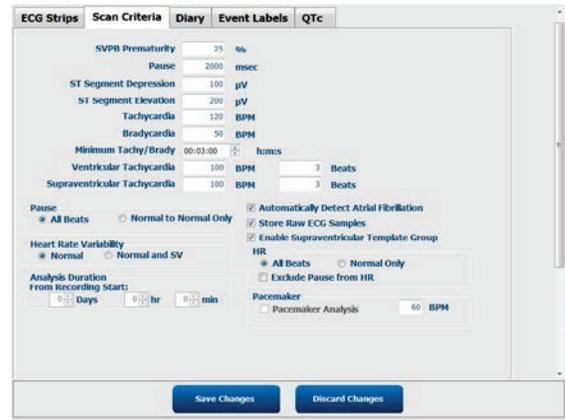 ECG Strips Scan Criteria Diary Event Labels QTc
SVPB Prematurity 25 %
Pause 2000 msec
ST Segment Depression 100 µV
ST Segment Elevation 200 µV
Tachycardia 120 BPM
Bradycardia 50 BPM
Minimum Tachy/Brady 00:03:00 h:m:s
Ventricular Tachycardia 100 BPM 3 Beats
Supraventricular Tachycardia 100 BPM 3 Beats
Pause
All Beats Normal to Normal Only
Heart Rate Variability
Normal Normal and SV
Analysis Duration
From Recording Start:
0 Days 0 hr 0 min
Automatically Detect Atrial Fibrillation
Store Raw ECG Samples
Enable Supraventricular Template Group
HR
All Beats Normal Only
Exclude Pause from HR
Pacemaker
Pacemaker Analysis 60 BPM
Save Changes Discard Changes